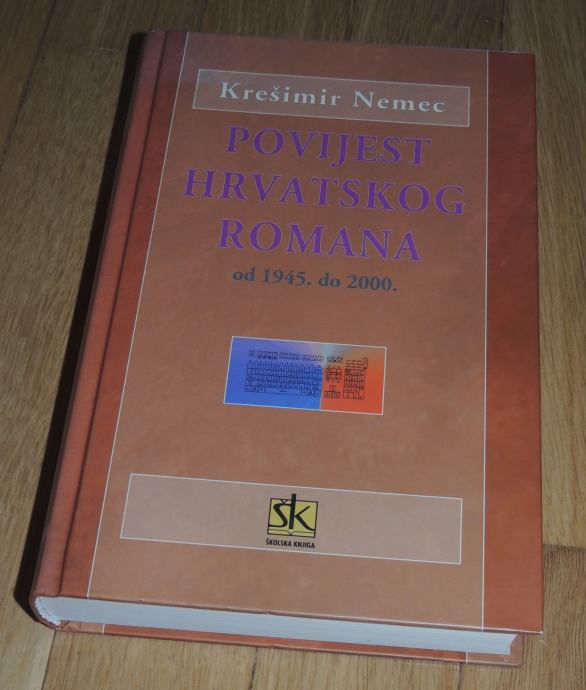 Krešimir Nemec
POVIJEST
HRVATSKOG
ROMANA
od 1945. do 2000.
šk
ŠKOLSKA KNJIGA